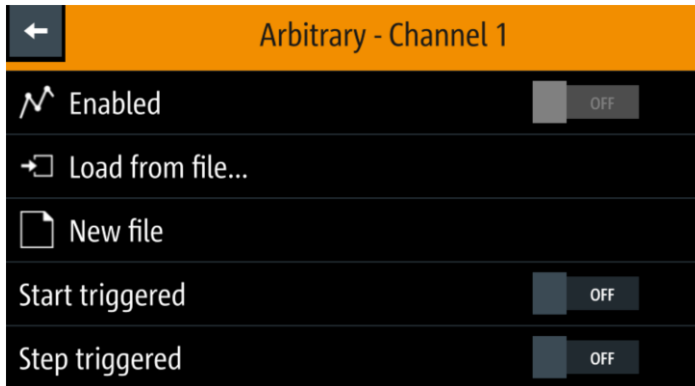 Arbitrary - Channel 1
Enabled OFF
Load from file...
New file
Start triggered OFF
Step triggered OFF